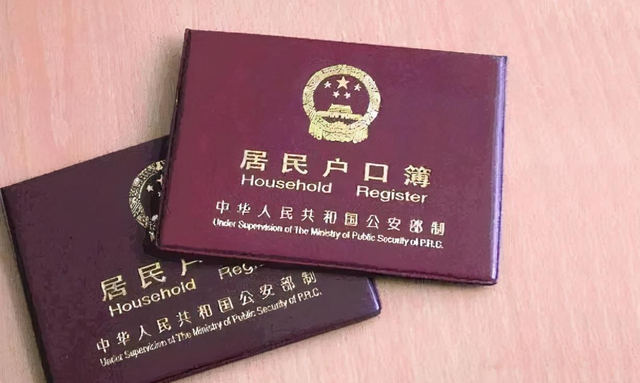 居民户口簿
Household Register
中华人民共和国公安部制
Under Supervision of The Ministry of Public Security of P.R.C.
居民户
Household Reg
中华人民共和国公安部制
Under Supervision of The Ministry of Public Security of P.R.C.